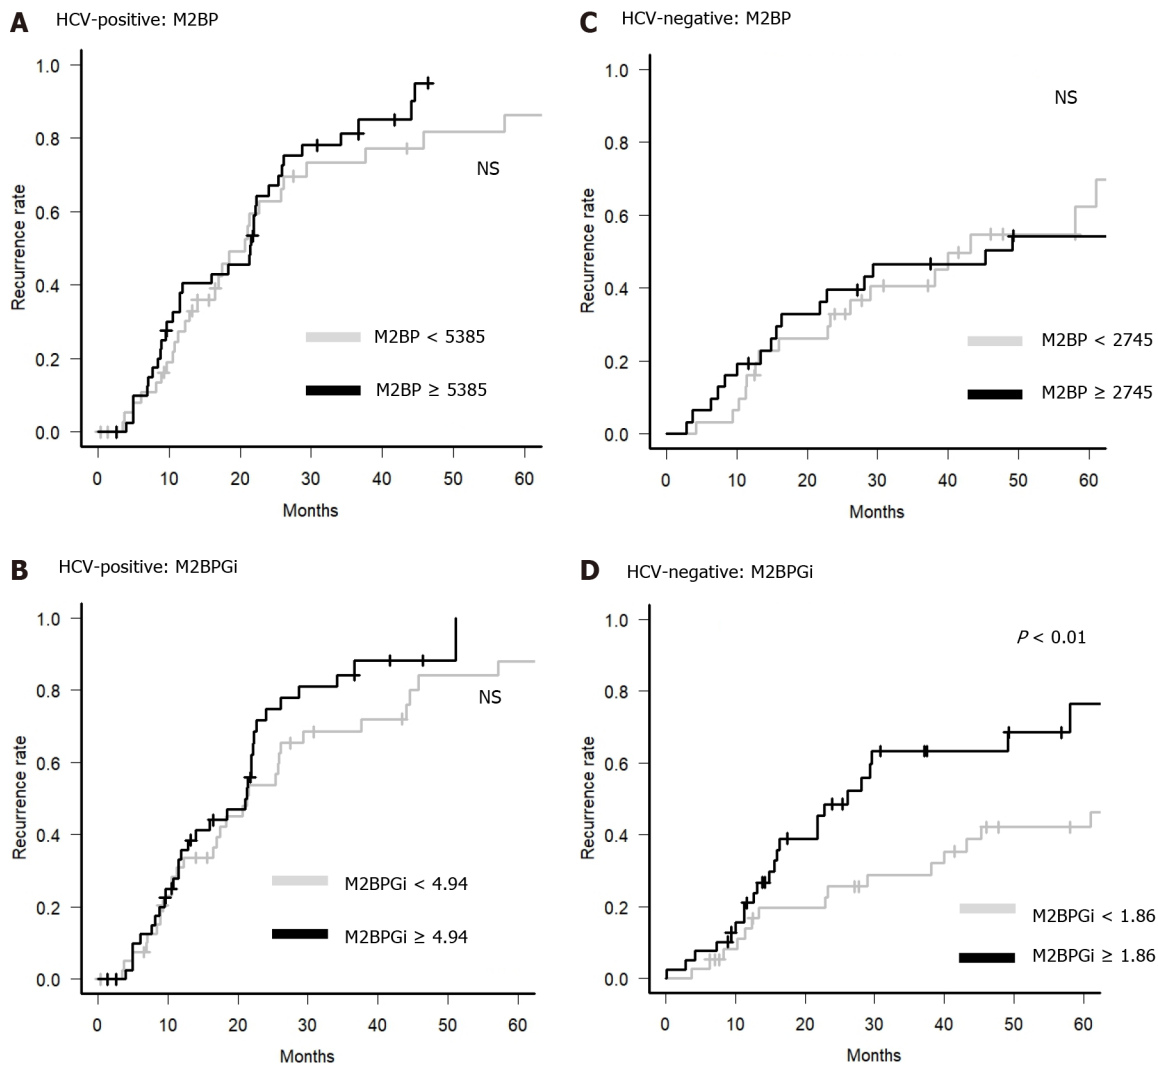 A HCV-positive: M2BP
1.0
0.8
0.6
0.4
0.2
0.0
Recurrence rate
NS
M2BP < 5385
M2BP ≥ 5385
0 10 20 30 40 50 60
Months
C HCV-negative: M2BP
1.0
0.8
0.6
0.4
0.2
0.0
Recurrence rate
NS
M2BP < 2745
M2BP ≥ 2745
0 10 20 30 40 50 60
Months
B HCV-positive: M2BPGi
1.0
0.8
0.6
0.4
0.2
0.0
Recurrence rate
NS
M2BPGi < 4.94
M2BPGi ≥ 4.94
0 10 20 30 40 50 60
Months
D HCV-negative: M2BPGi
1.0
0.8
0.6
0.4
0.2
0.0
Recurrence rate
P < 0.01
M2BPGi < 1.86
M2BPGi ≥ 1.86
0 10 20 30 40 50 60
Months